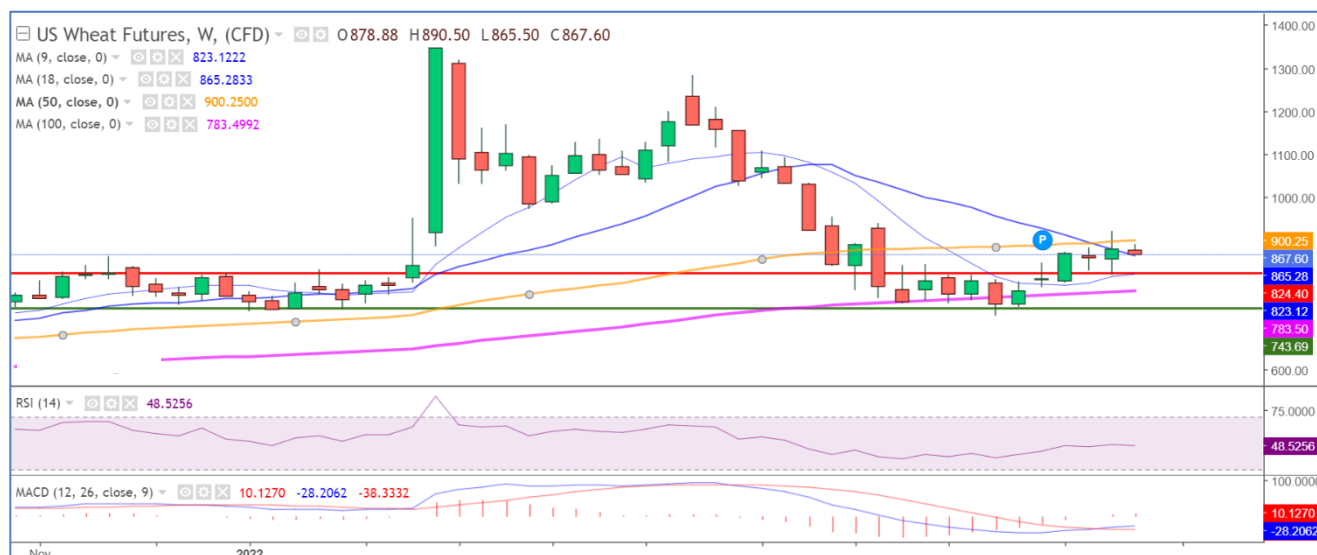 US Wheat Futures, W, (CFD) O878.88 H890.50 L865.50 C867.60
MA (9, close, 0) 823.1222
MA (18, close, 0) 865.2833
MA (50, close, 0) 900.2500
MA (100, close, 0) 783.4992
1400.00
1300.00
1200.00
1100.00
1000.00
P
900.25
867.60
865.28
824.40
823.12
783.50
743.69
600.00
RSI (14) 48.5256
75.0000
48.5256
MACD (12, 26, close, 9) 10.1270 -28.2062 -38.3332
100.0000
10.1270
-28.2062
Nov 2022